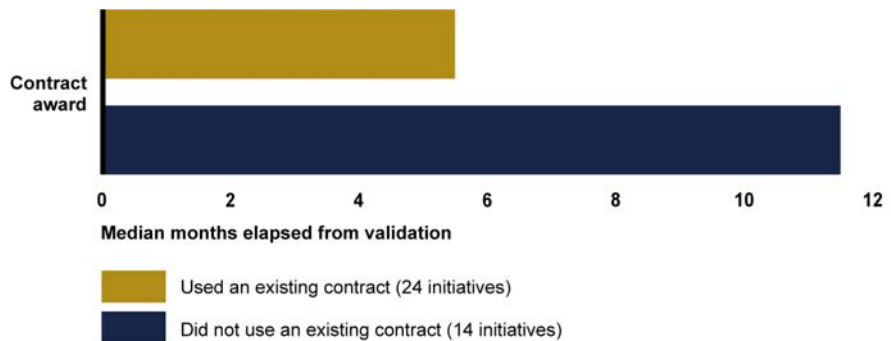 Contract
award
0 2 4 6 8 10 12
Median months elapsed from validation
Used an existing contract (24 initiatives)
Did not use an existing contract (14 initiatives)